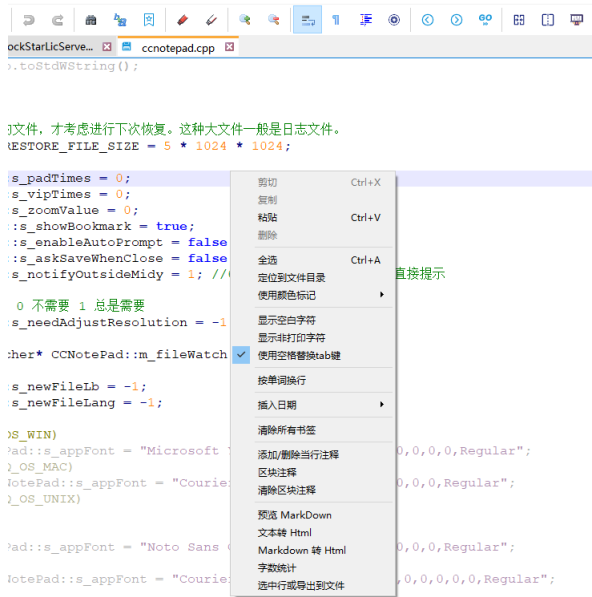 GO
ockStarLicServe...
ccnotepad.cpp
o.toStdWString();
的文件，才考虑进行下次恢复。这种大文件一般是日志文件。
RESTORE_FILE_SIZE = 5 * 1024 * 1024;
:s_padTimes = 0;
:s_vipTimes = 0;
:s_zoomValue = 0;
::s_showBookmark = true;
::s_enableAutoPrompt = false
::s_askSaveWhenClose = false
:s_notifyOutsideMidy = 1; //
直接提示
0 不需要 1 总是需要
:s_needAdjustResolution = -1
cher* CCNotePad::m_fileWatch
:s_newFileLb = -1;
:s_newFileLang = -1;
OS_WIN)
Pad::s_appFont = "Microsoft Y
0,0,0,0,Regular";
Q_OS_MAC)
NotePad::s_appFont = "Courie
0,0,0,Regular";
Q_OS_UNIX)
Pad::s_appFont = "Noto Sans
0,0,0,Regular";
NotePad::s_appFont = "Courie
,0,0,0,0,0,Regular";
剪切 Ctrl+X
复制
粘贴 Ctrl+V
删除
全选 Ctrl+A
定位到文件目录
使用颜色标记
显示空白字符
显示非打印字符
使用空格替换tab键
按单词换行
插入日期
清除所有书签
添加/删除当行注释
区块注释
清除区块注释
预览 MarkDown
文本转 Html
Markdown 转 Html
字数统计
选中行或导出到文件